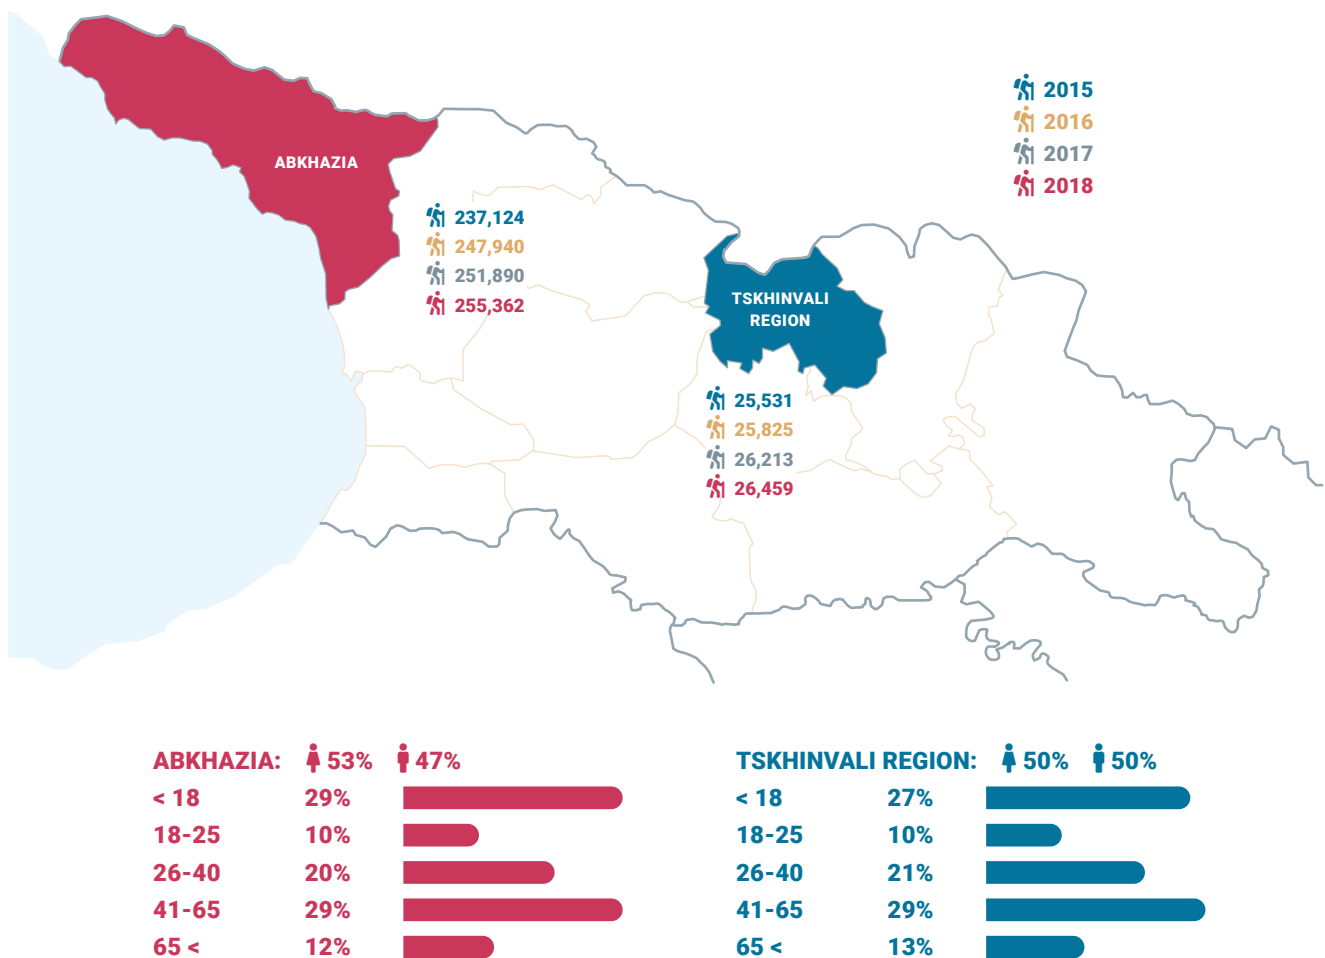 2015
2016
2017
2018
ABKHAZIA
237,124
247,940
251,890
255,362
TSKHINVALI
REGION
25,531
25,825
26,213
26,459
ABKHAZIA: 53% 47%
< 18 29%
18-25 10%
26-40 20%
41-65 29%
65 < 12%
TSKHINVALI REGION: 50% 50%
< 18 27%
18-25 10%
26-40 21%
41-65 29%
65 < 13%